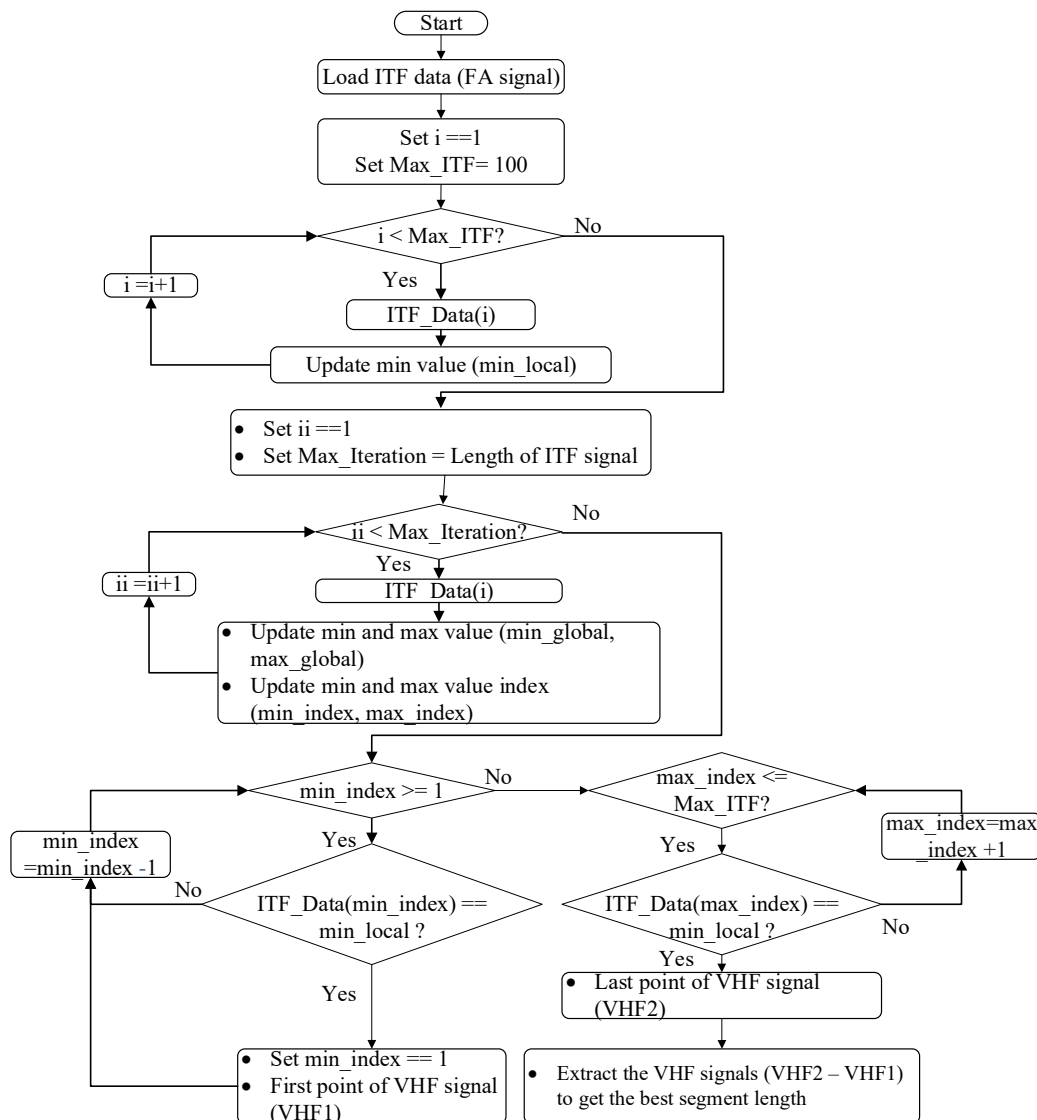 Start
Load ITF data (FA signal)
Set i ==1
Set Max_ITF= 100
i < Max_ITF?
No
Yes
i =i+1
ITF_Data(i)
Update min value (min_local)
• Set ii ==1
• Set Max_Iteration = Length of ITF signal
ii < Max_Iteration?
No
Yes
ii =ii+1
ITF_Data(i)
• Update min and max value (min_global,
max_global)
• Update min and max value index
(min_index, max_index)
min_index >= 1
No
Yes
min_index
=min_index -1
ITF_Data(min_index) ==
min_local ?
No
Yes
• Set min_index == 1
• First point of VHF signal
(VHF1)
max_index <=
Max_ITF?
Yes
max_index=max
_index +1
ITF_Data(max_index) ==
min_local ?
No
Yes
• Last point of VHF signal
(VHF2)
• Extract the VHF signals (VHF2 – VHF1)
to get the best segment length